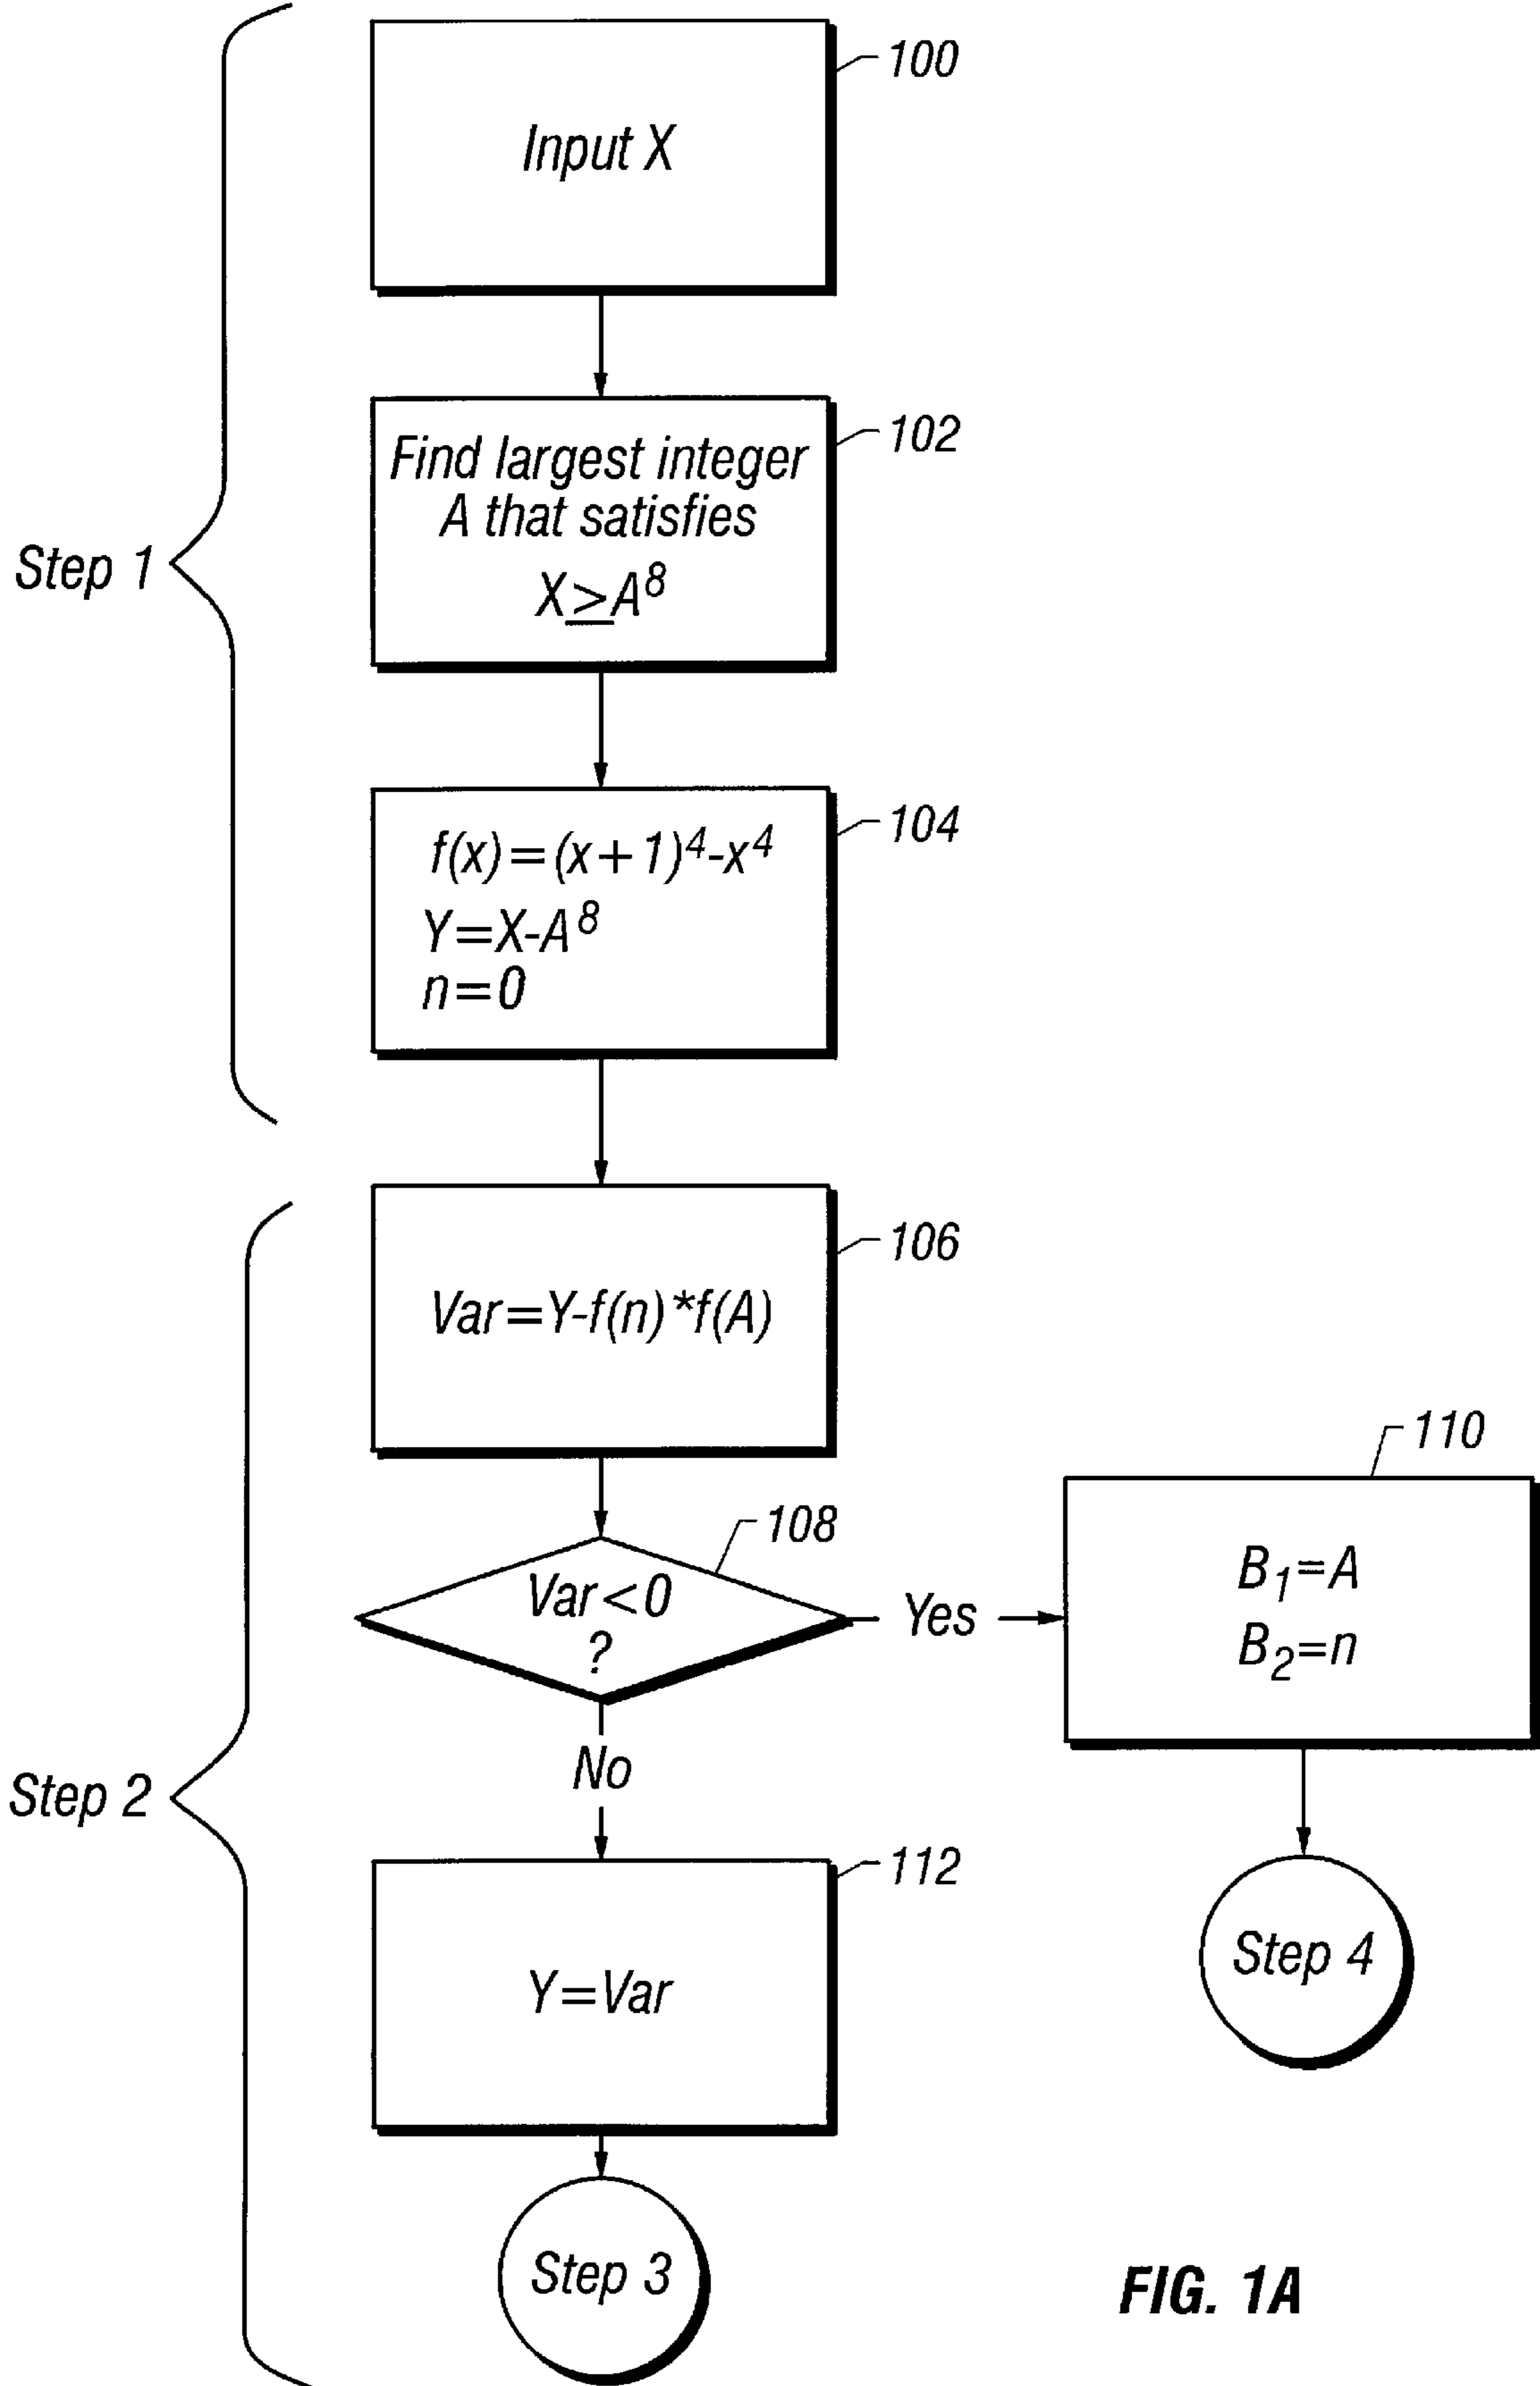 100
Input X
102
Find largest integer
A that satisfies
X≥A⁸
Step 1
104
f(x)=(x+1)⁴-x⁴
Y=X-A⁸
n=0
106
Var=Y-f(n)*f(A)
108
Var<0
?
Yes
110
B₁=A
B₂=n
No
Step 2
112
Y=Var
Step 4
Step 3
FIG. 1A